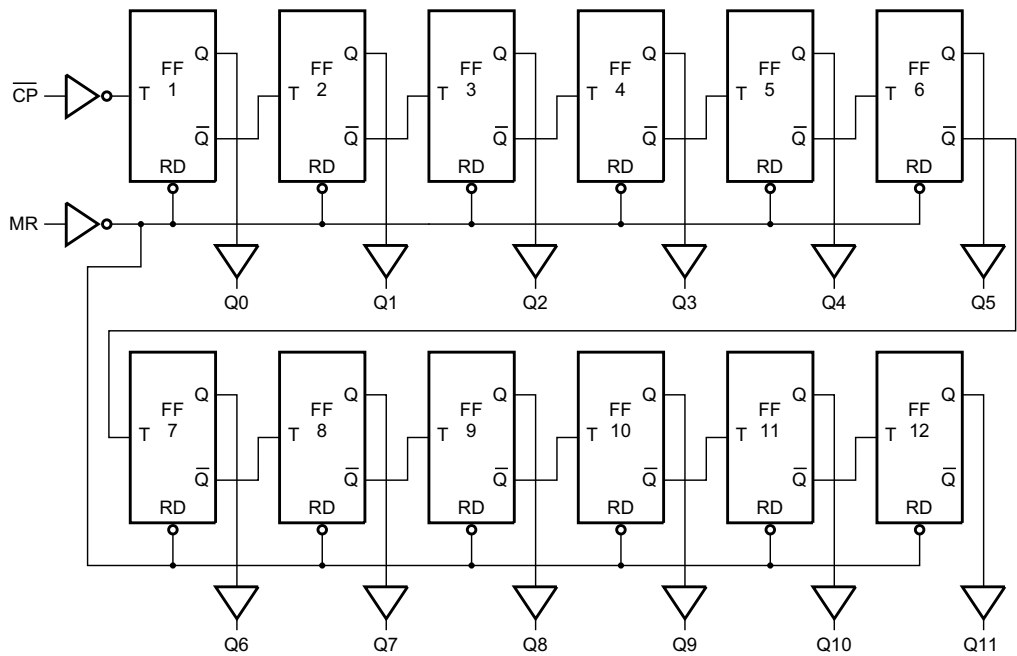 Q Q Q Q Q Q
FF FF FF FF FF FF
C̅P̅ T 1 T 2 T 3 T 4 T 5 T 6
Q̅ Q̅ Q̅ Q̅ Q̅ Q̅
RD RD RD RD RD RD
MR
Q0 Q1 Q2 Q3 Q4 Q5
Q Q Q Q Q Q
FF FF FF FF FF FF
T 7 T 8 T 9 T 10 T 11 T 12
Q̅ Q̅ Q̅ Q̅ Q̅ Q̅
RD RD RD RD RD RD
Q6 Q7 Q8 Q9 Q10 Q11